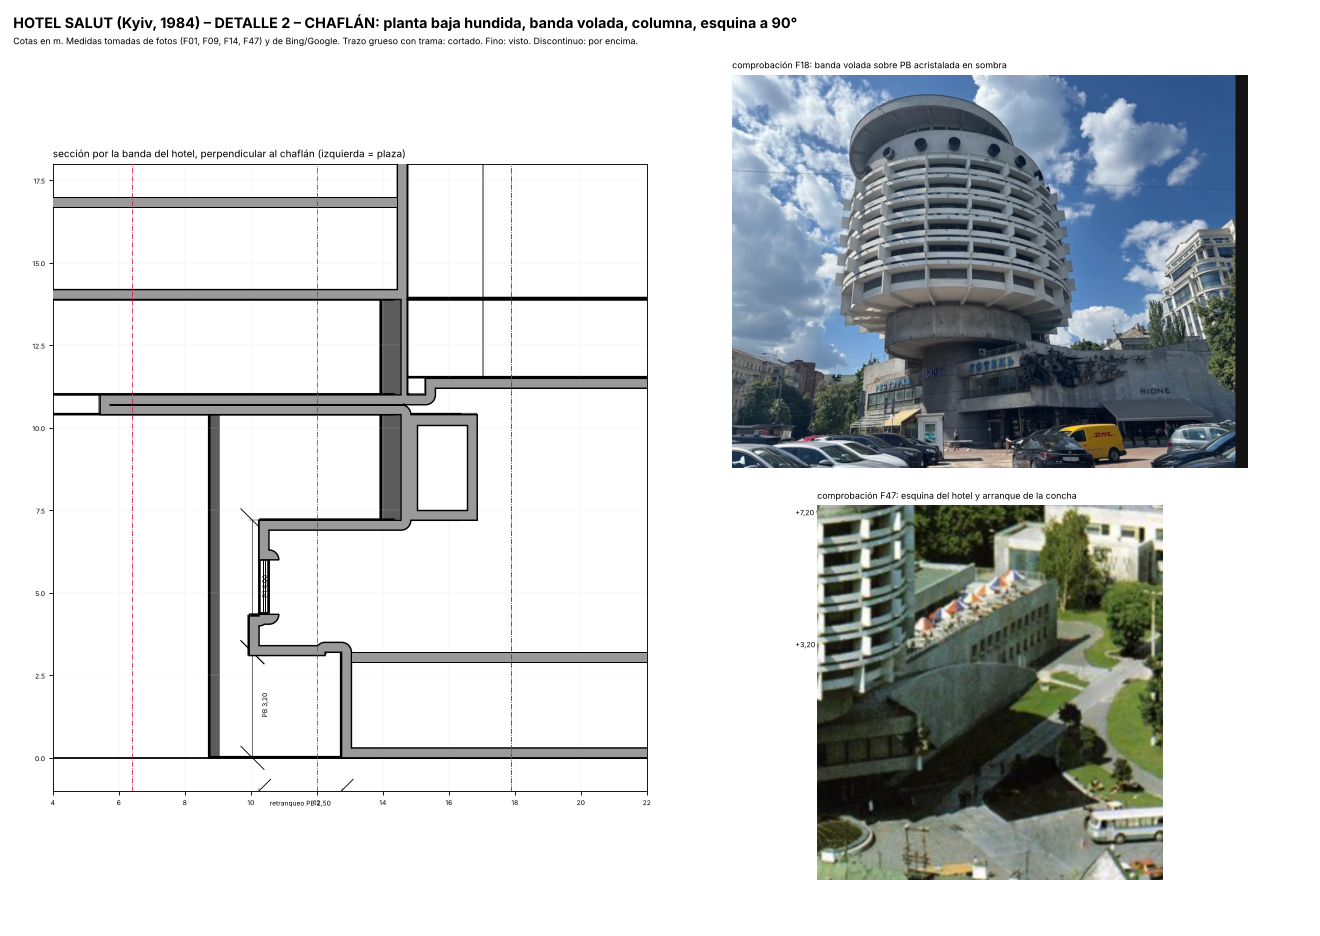 HOTEL SALUT (Kyiv, 1984) – DETALLE 2 – CHAFLÁN: planta baja hundida, banda volada, columna, esquina a 90°
Cotas en m. Medidas tomadas de fotos (F01, F09, F14, F47) y de Bing/Google. Trazo grueso con trama: cortado. Fino: visto. Discontinuo: por encima.
comprobación F18: banda volada sobre PB acristalada en sombra
sección por la banda del hotel, perpendicular al chaflán (izquierda = plaza)
17.5
15.0
12.5
10.0
7.5
5.0
2.5
0.0
PB 3,20
4 6 8 10 12 14 16 18 20 22
retranqueo PB 2,50
РЕСТОРАН
ГОТЕЛЬ
RIONE
DHL
comprobación F47: esquina del hotel y arranque de la concha
+7,20
+3,20